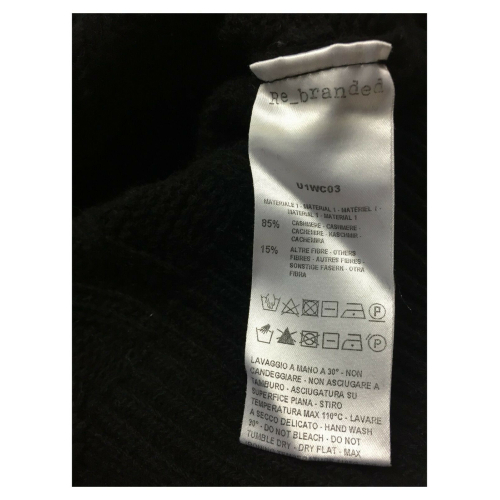 Re_branded
U1WC03
MATERIALE 1 - MATERIAL 1 - MATÉRIEL 1 -
MATERIAL 1 - MATERIAL 1
85% CASHMERE - CASHMERE -
CACHEMIRE - KASCHMIR -
CACHEMIRA
15% ALTRE FIBRE - OTHERS
FIBRES - AUTRES FIBRES -
SONSTIGE FASERN - OTRA
FIBRA
P
P
LAVAGGIO A MANO A 30° - NON
CANDEGGIARE - NON ASCIUGARE A
TAMBURO - ASCIUGATURA SU
SUPERFICE PIANA - STIRO
TEMPERATURA MAX 110°C - LAVARE
A SECCO DELICATO - HAND WASH
30° - DO NOT BLEACH - DO NOT
TUMBLE DRY - DRY FLAT - MAX